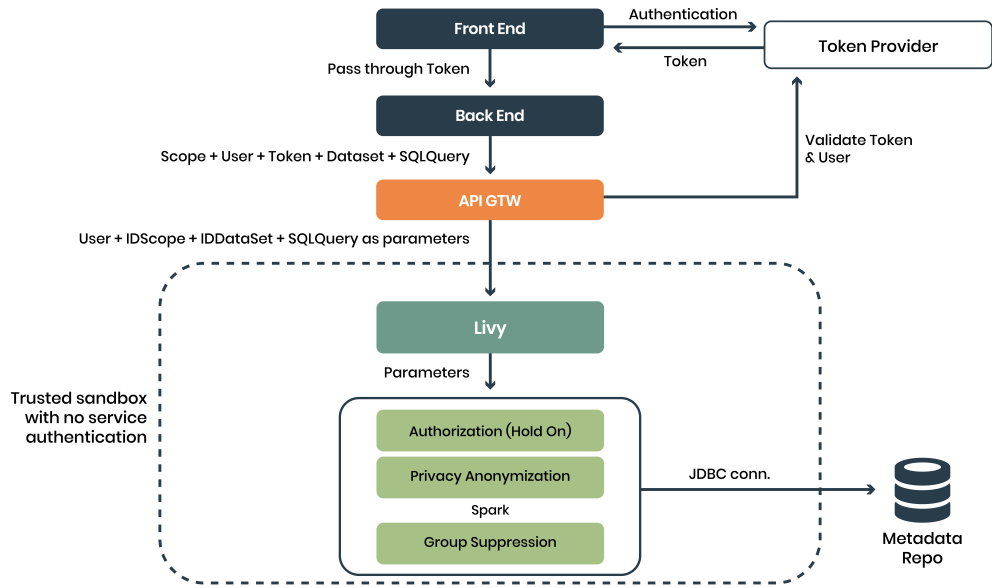 Front End
Authentication
Token Provider
Token
Pass through Token
Back End
Validate Token
& User
Scope + User + Token + Dataset + SQLQuery
API GTW
User + IDScope + IDDataSet + SQLQuery as parameters
Livy
Parameters
Trusted sandbox
with no service
authentication
Authorization (Hold On)
Privacy Anonymization
Spark
Group Suppression
JDBC conn.
Metadata
Repo